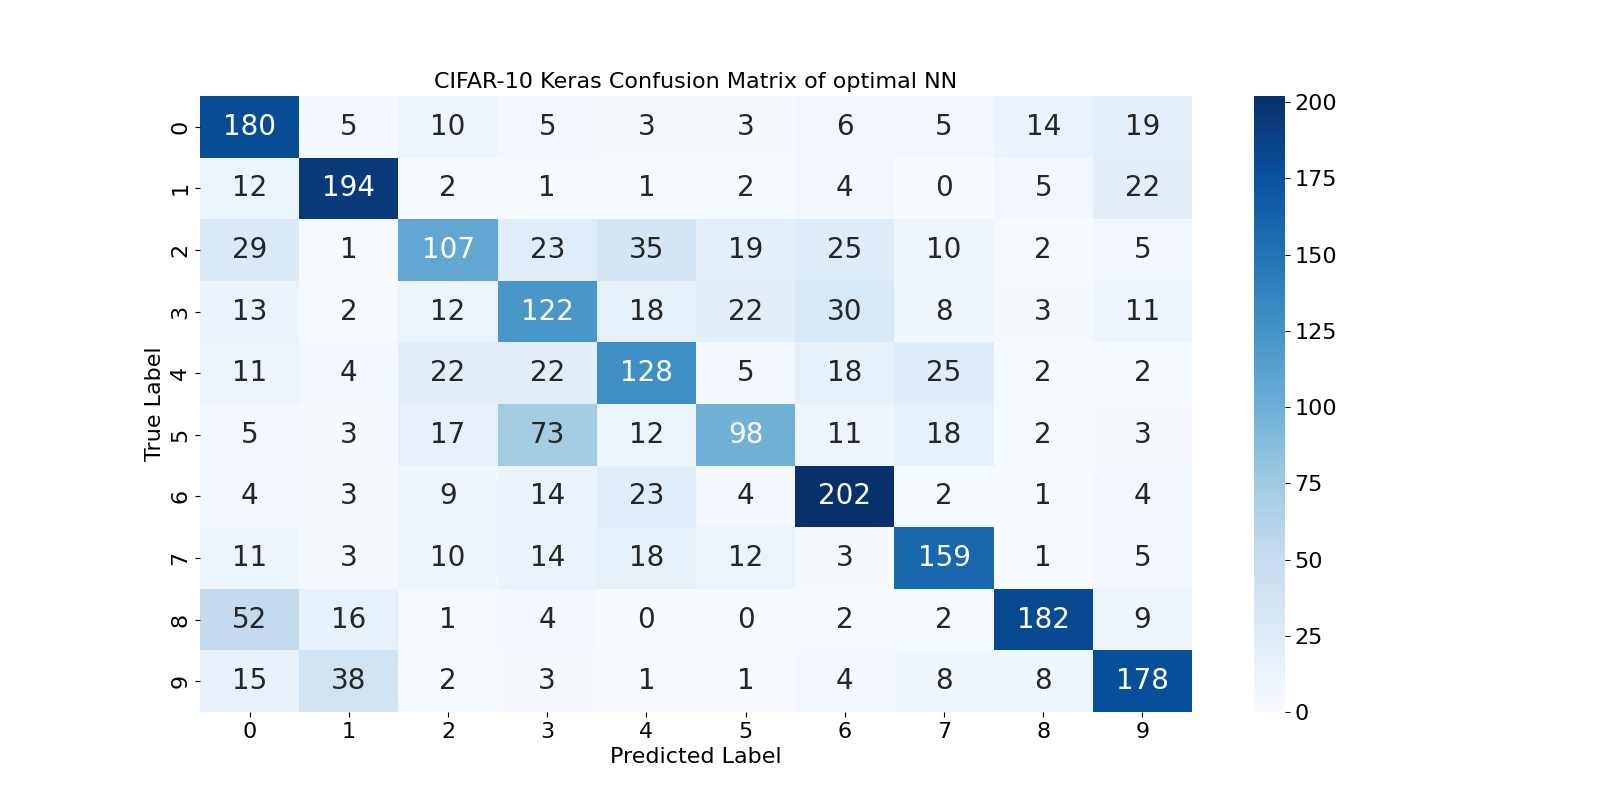 CIFAR-10 Keras Confusion Matrix of optimal NN
0 180 5 10 5 3 3 6 5 14 19
1 12 194 2 1 1 2 4 0 5 22
2 29 1 107 23 35 19 25 10 2 5
3 13 2 12 122 18 22 30 8 3 11
4 11 4 22 22 128 5 18 25 2 2
5 5 3 17 73 12 98 11 18 2 3
6 4 3 9 14 23 4 202 2 1 4
7 11 3 10 14 18 12 3 159 1 5
8 52 16 1 4 0 0 2 2 182 9
9 15 38 2 3 1 1 4 8 8 178
0 1 2 3 4 5 6 7 8 9
Predicted Label
True Label
200
175
150
125
100
75
50
25
0